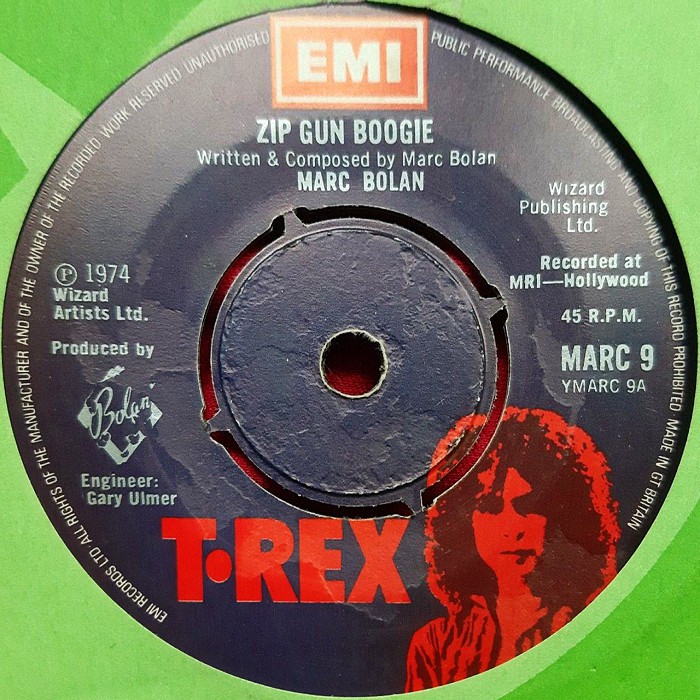 EMI
ZIP GUN BOOGIE
Written & Composed by Marc Bolan
MARC BOLAN
Wizard
Publishing
Ltd.
Recorded at
MRI—Hollywood
45 R.P.M.
MARC 9
YMARC 9A
℗ 1974
Wizard
Artists Ltd.
Produced by
Bolan
Engineer:
Gary Ulmer
T•REX
EMI RECORDS LTD ALL RIGHTS OF THE MANUFACTURER AND OF THE OWNER OF THE RECORDED WORK RESERVED UNAUTHORISED PUBLIC PERFORMANCE BROADCASTING AND COPYING OF THIS RECORD PROHIBITED MADE IN GT BRITAIN